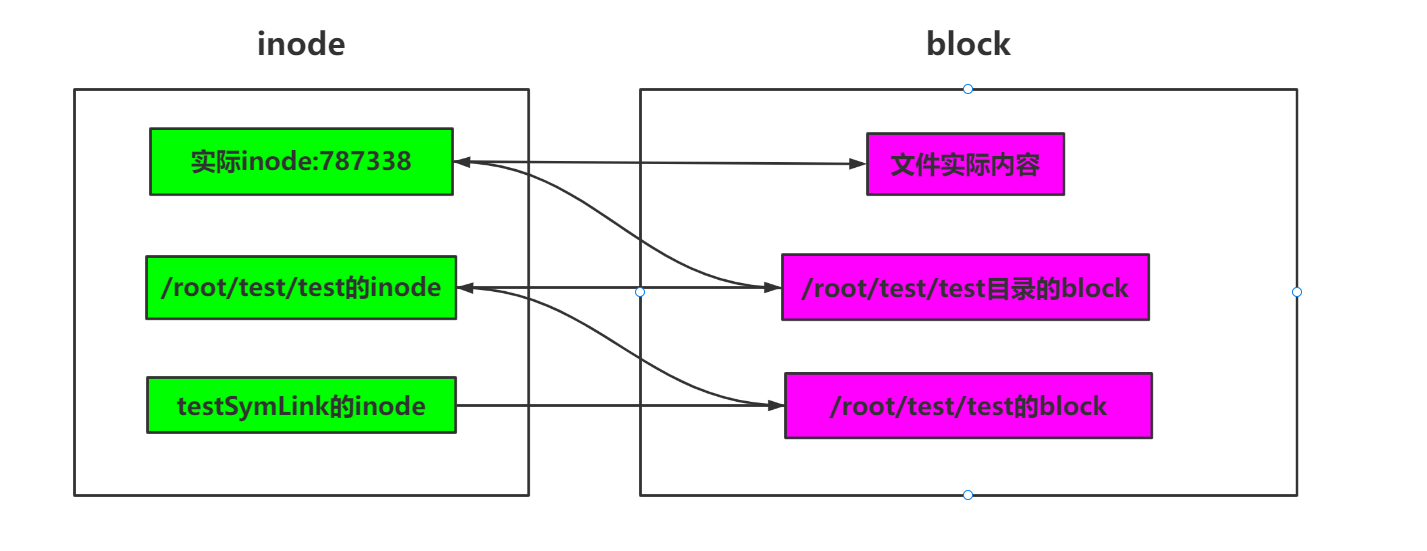 inode
block
实际inode:787338
文件实际内容
/root/test/test的inode
/root/test/test目录的block
testSymLink的inode
/root/test/test的block